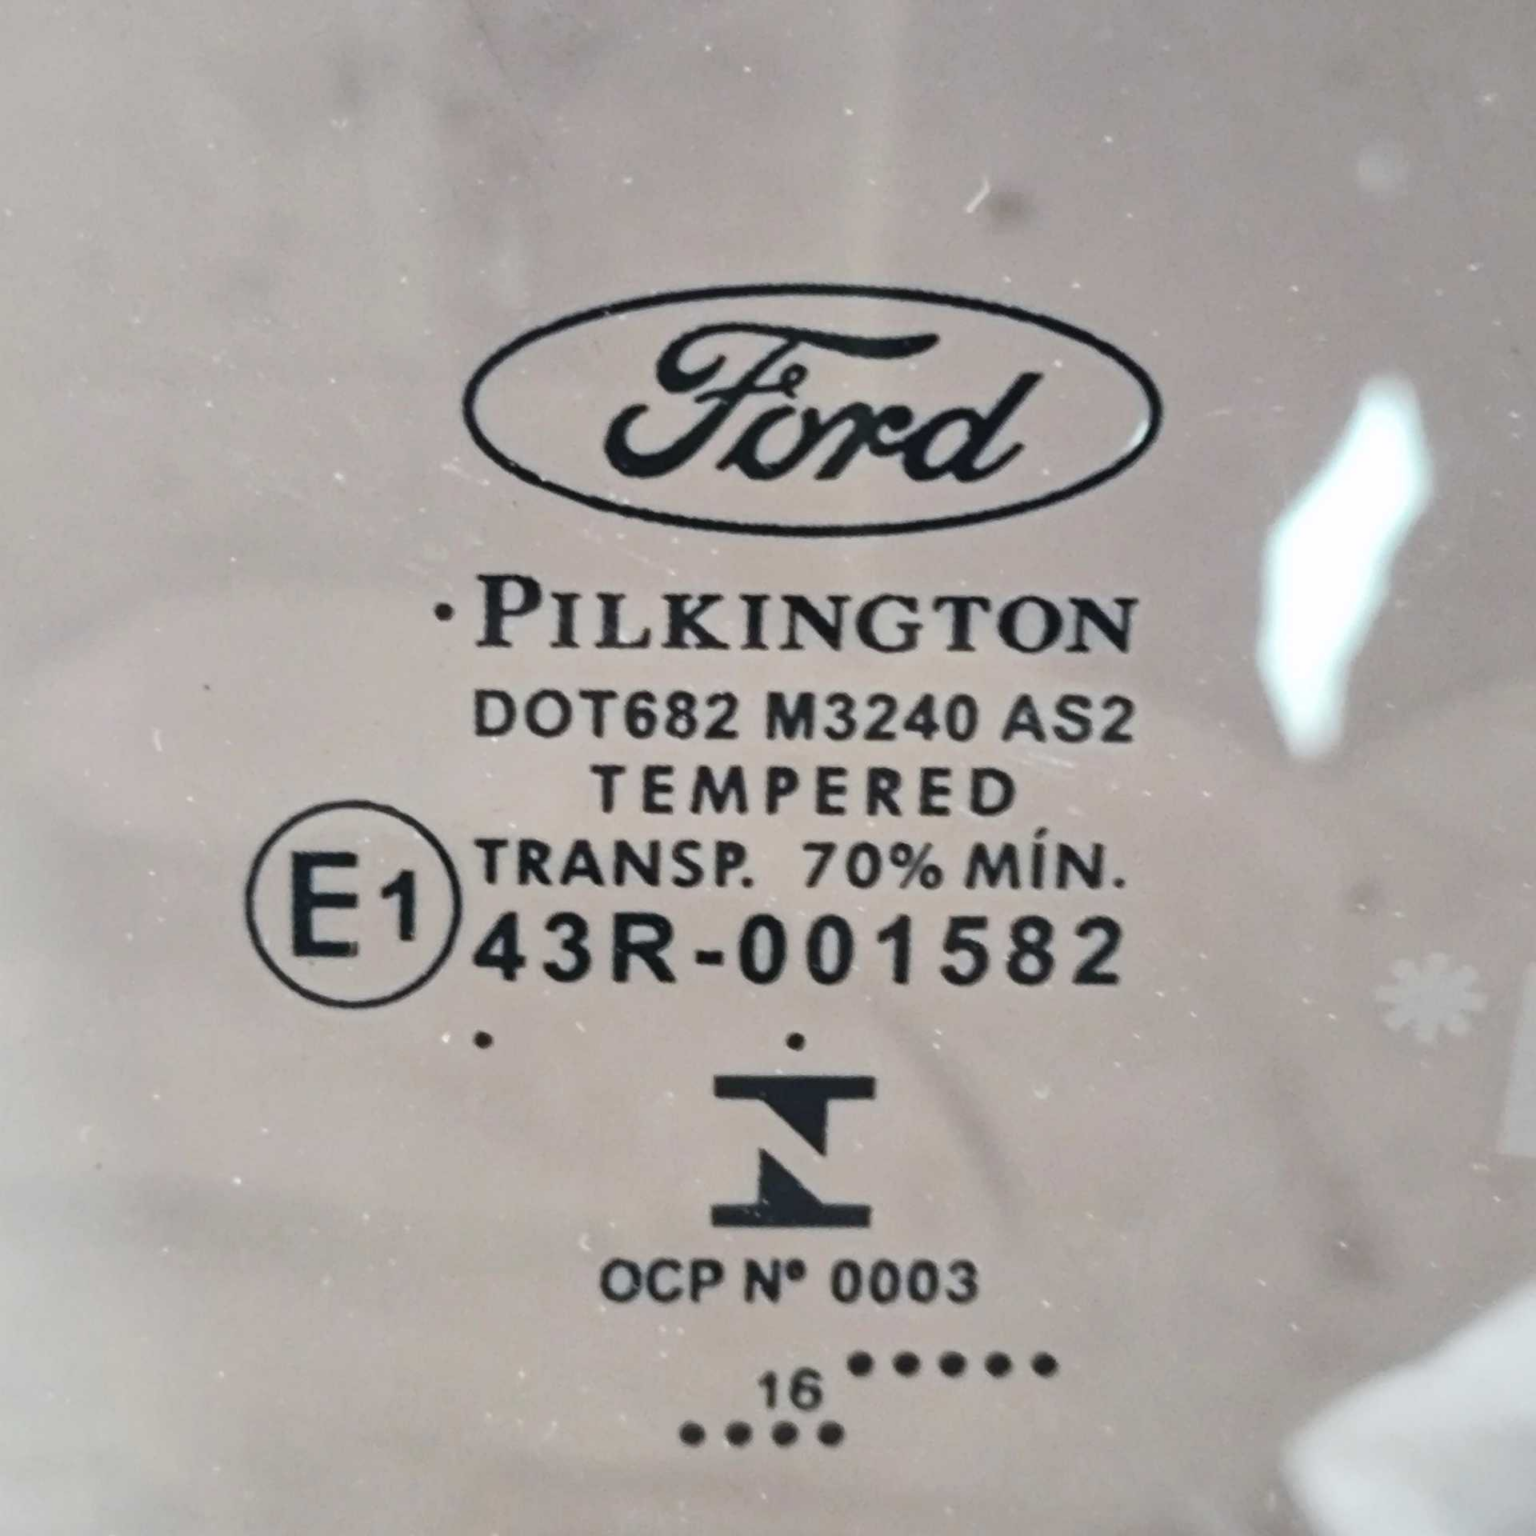 Ford
PILKINGTON
DOT682 M3240 AS2
TEMPERED
TRANSP. 70% MÍN.
E1
43R-001582
OCP Nº 0003
16